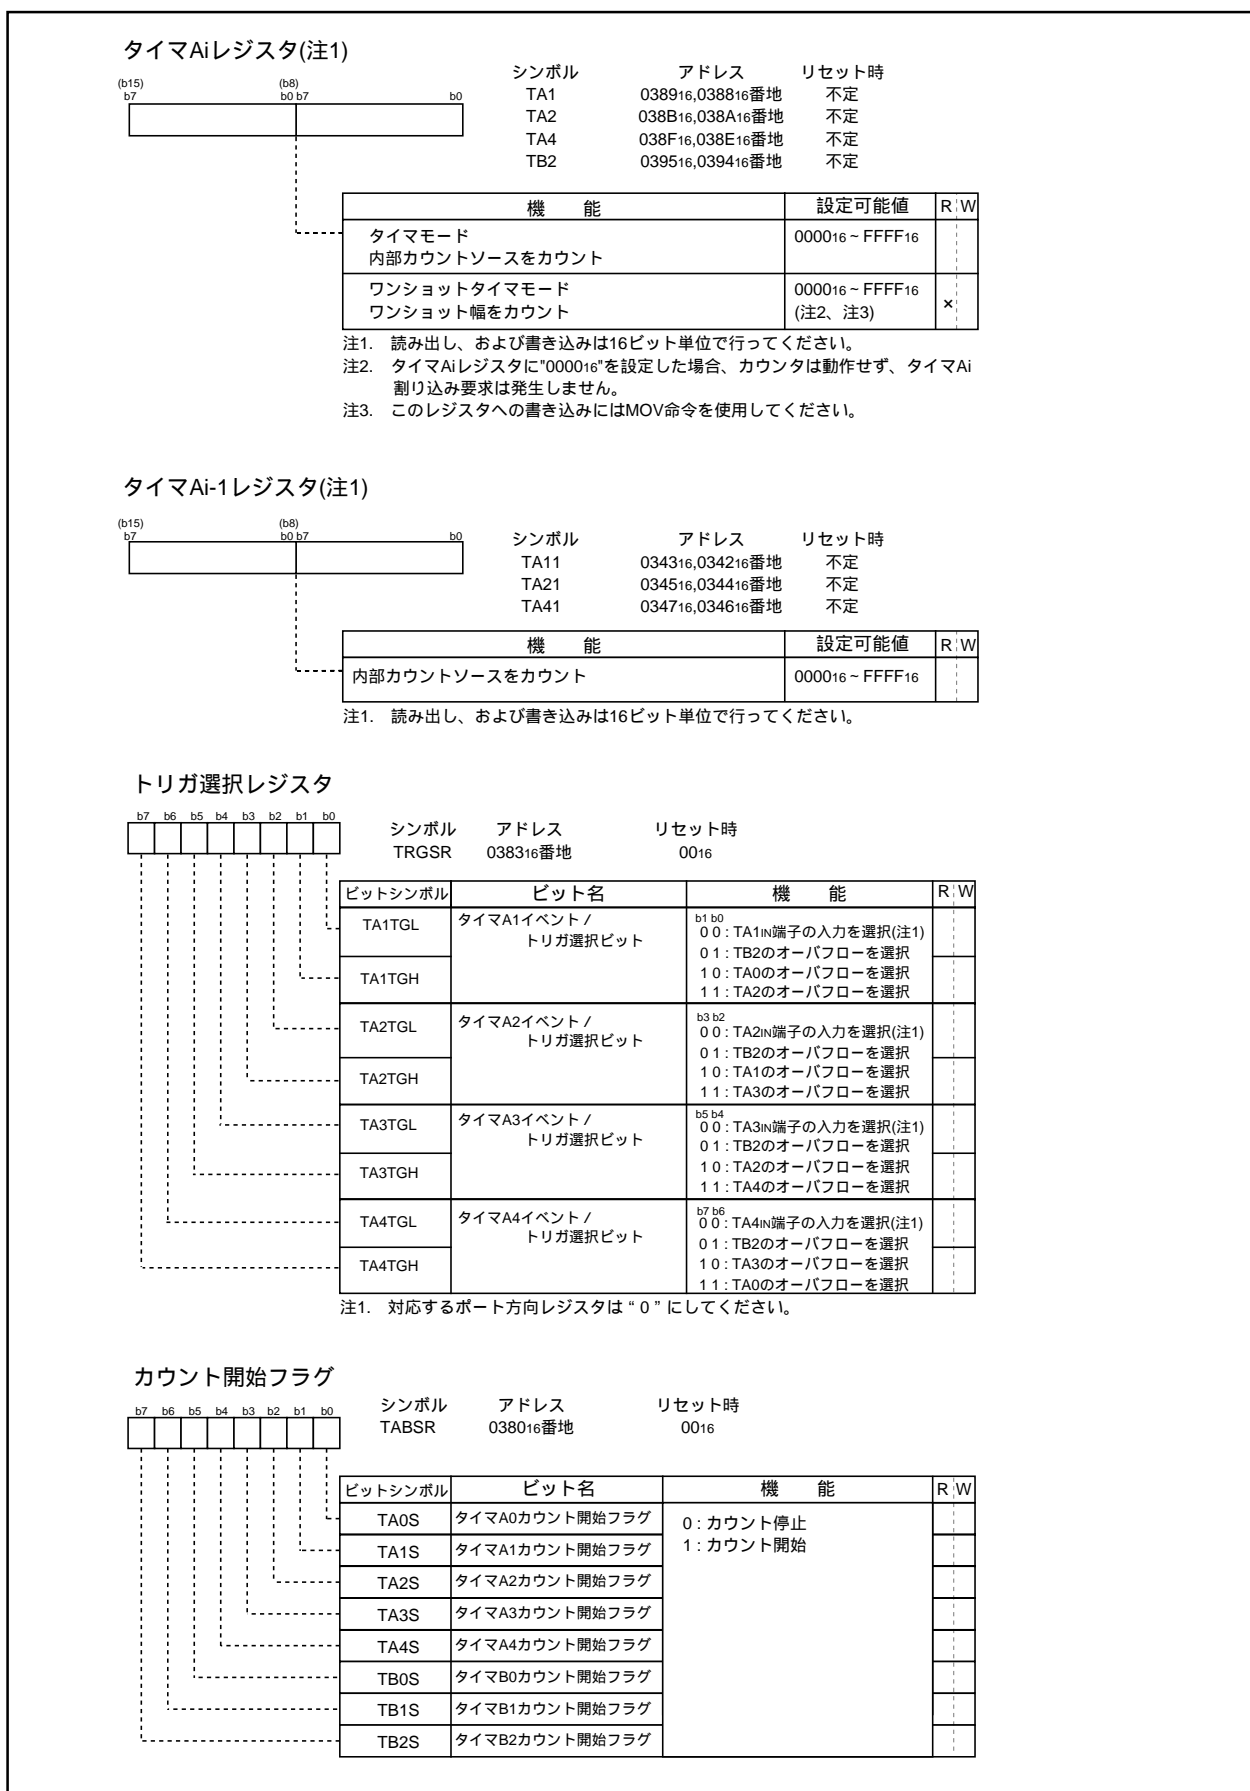 タイマAiレジスタ(注1)
(b15) (b8)
b7 b0 b7 b0
シンボル アドレス リセット時
TA1 038916,038816番地 不定
TA2 038B16,038A16番地 不定
TA4 038F16,038E16番地 不定
TB2 039516,039416番地 不定
機 能 設定可能値 R W
タイマモード 000016 ~ FFFF16
内部カウントソースをカウント
ワンショットタイマモード 000016 ~ FFFF16
ワンショット幅をカウント (注2、注3) ×
注1. 読み出し、および書き込みは16ビット単位で行ってください。
注2. タイマAiレジスタに"000016"を設定した場合、カウンタは動作せず、タイマAi
割り込み要求は発生しません。
注3. このレジスタへの書き込みにはMOV命令を使用してください。
タイマAi-1レジスタ(注1)
(b15) (b8)
b7 b0 b7 b0
シンボル アドレス リセット時
TA11 034316,034216番地 不定
TA21 034516,034416番地 不定
TA41 034716,034616番地 不定
機 能 設定可能値 R W
内部カウントソースをカウント 000016 ~ FFFF16
注1. 読み出し、および書き込みは16ビット単位で行ってください。
トリガ選択レジスタ
b7 b6 b5 b4 b3 b2 b1 b0
シンボル アドレス リセット時
TRGSR 038316番地 0016
ビットシンボル ビット名 機 能 R W
TA1TGL タイマA1イベント / トリガ選択ビット
TA1TGH
b1 b0
0 0 : TA1IN端子の入力を選択(注1)
0 1 : TB2のオーバフローを選択
1 0 : TA0のオーバフローを選択
1 1 : TA2のオーバフローを選択
TA2TGL タイマA2イベント / トリガ選択ビット
TA2TGH
b3 b2
0 0 : TA2IN端子の入力を選択(注1)
0 1 : TB2のオーバフローを選択
1 0 : TA1のオーバフローを選択
1 1 : TA3のオーバフローを選択
TA3TGL タイマA3イベント / トリガ選択ビット
TA3TGH
b5 b4
0 0 : TA3IN端子の入力を選択(注1)
0 1 : TB2のオーバフローを選択
1 0 : TA2のオーバフローを選択
1 1 : TA4のオーバフローを選択
TA4TGL タイマA4イベント / トリガ選択ビット
TA4TGH
b7 b6
0 0 : TA4IN端子の入力を選択(注1)
0 1 : TB2のオーバフローを選択
1 0 : TA3のオーバフローを選択
1 1 : TA0のオーバフローを選択
注1. 対応するポート方向レジスタは “ 0 ” にしてください。
カウント開始フラグ
b7 b6 b5 b4 b3 b2 b1 b0
シンボル アドレス リセット時
TABSR 038016番地 0016
ビットシンボル ビット名 機 能 R W
TA0S タイマA0カウント開始フラグ 0 : カウント停止
TA1S タイマA1カウント開始フラグ 1 : カウント開始
TA2S タイマA2カウント開始フラグ
TA3S タイマA3カウント開始フラグ
TA4S タイマA4カウント開始フラグ
TB0S タイマB0カウント開始フラグ
TB1S タイマB1カウント開始フラグ
TB2S タイマB2カウント開始フラグ